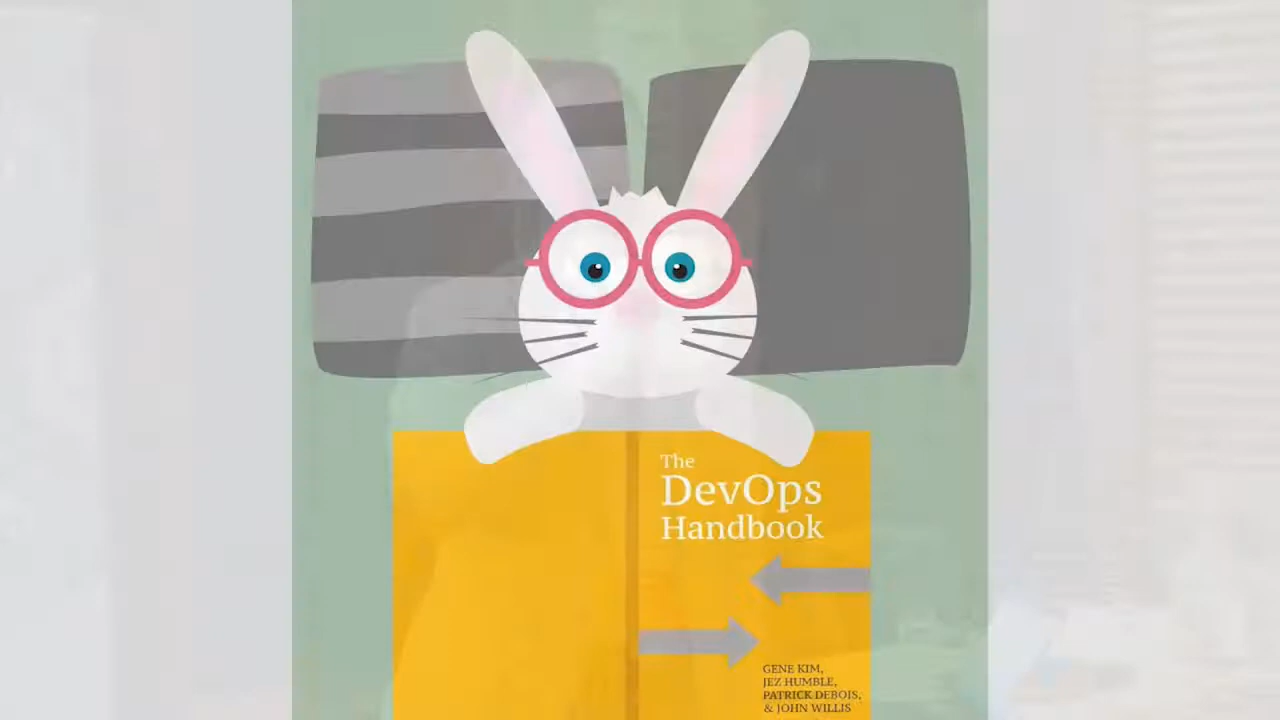 The
DevOps
Handbook
GENE KIM,
JEZ HUMBLE,
PATRICK DEBOIS,
& JOHN WILLIS